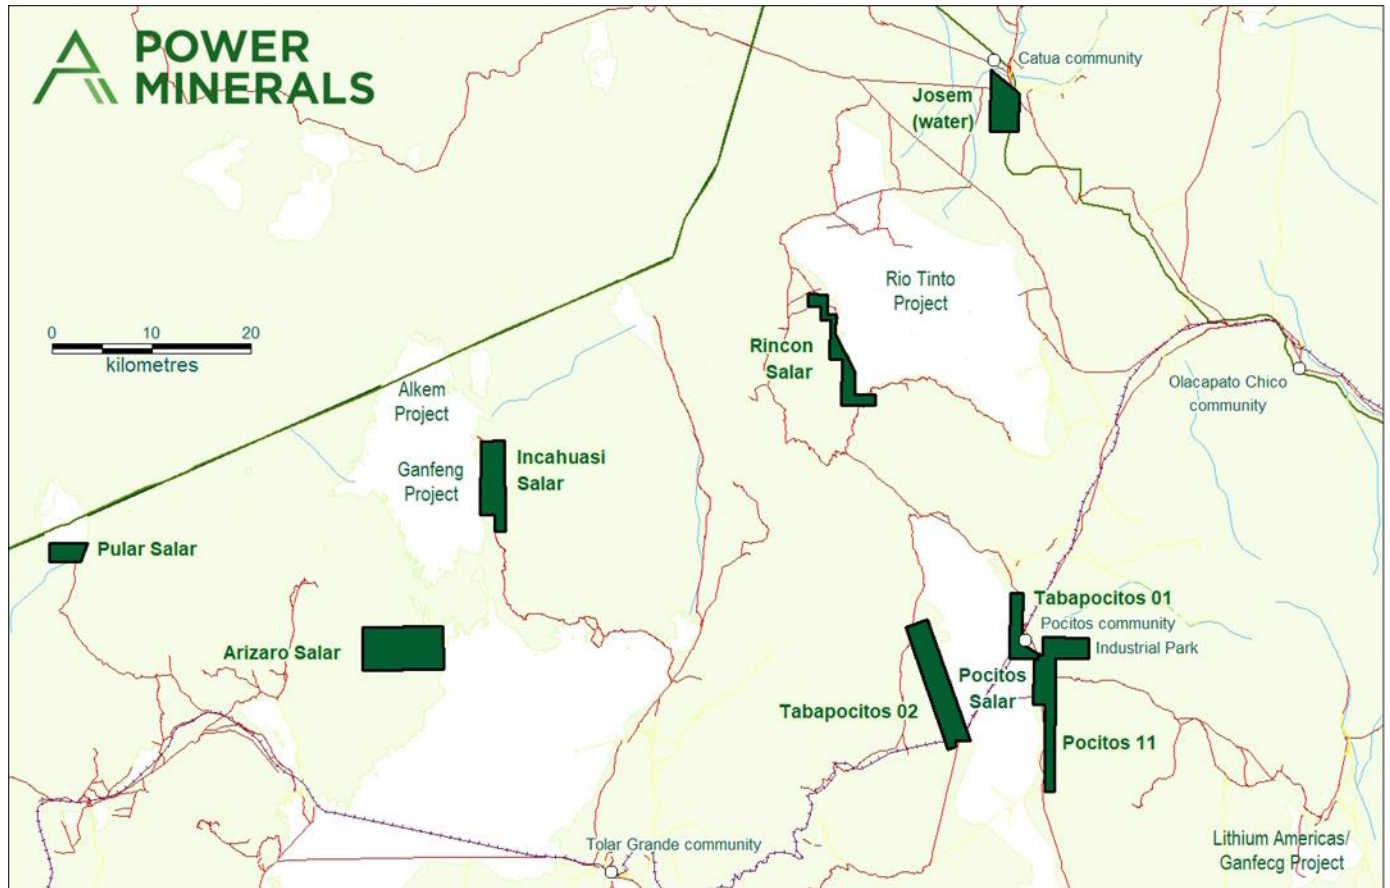 POWER
MINERALS
Catua community
Josem
(water)
Rio Tinto
Project
0 10 20
kilometres
Rincon
Salar
Olacapato Chico
community
Alkem
Project
Ganfeng
Project
Incahuasi
Salar
Pular Salar
Tabapocitos 01
Pocitos community
Industrial Park
Arizaro Salar
Pocitos
Salar
Tabapocitos 02
Pocitos 11
Tolar Grande community
Lithium Americas/
Ganfecg Project